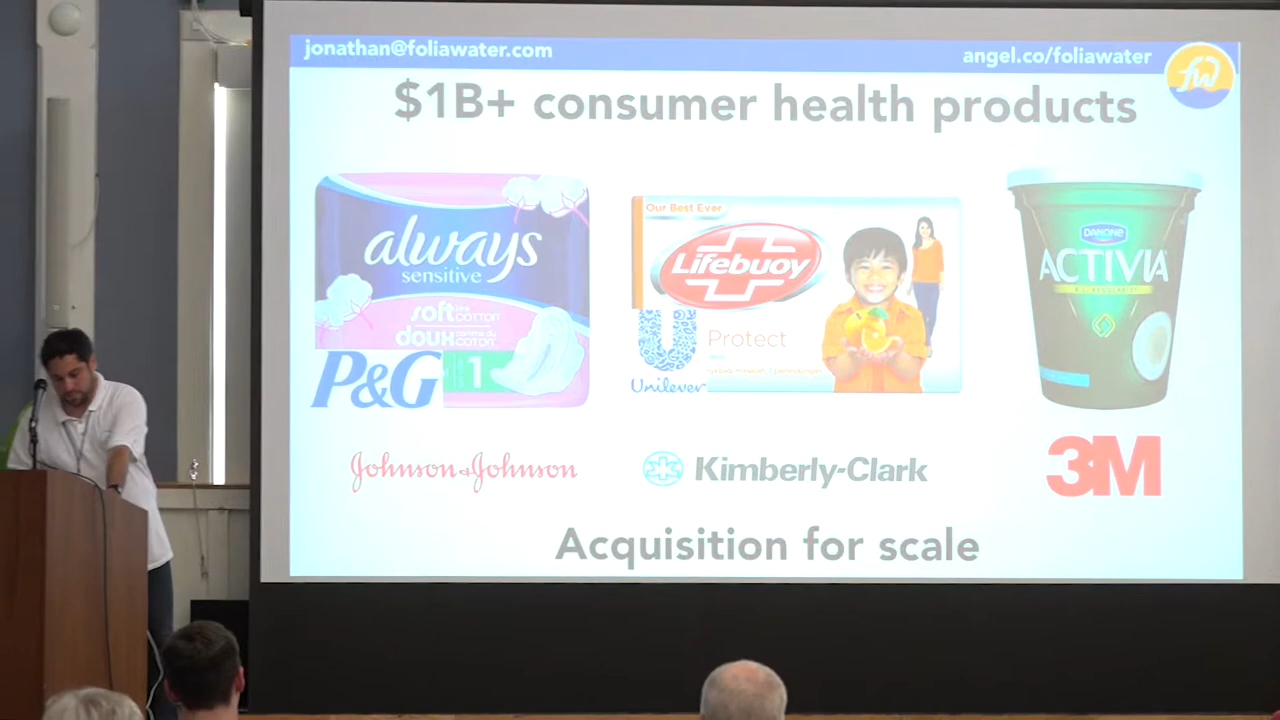 jonathan@foliawater.com
angel.co/foliawater
fw
$1B+ consumer health products
always
sensitive
soft like COTTON
doux comme du COTON
1
P&G
Our Best Ever
Lifebuoy
Protect
Unilever
DANONE
ACTIVIA
Johnson & Johnson
Kimberly-Clark
3M
Acquisition for scale